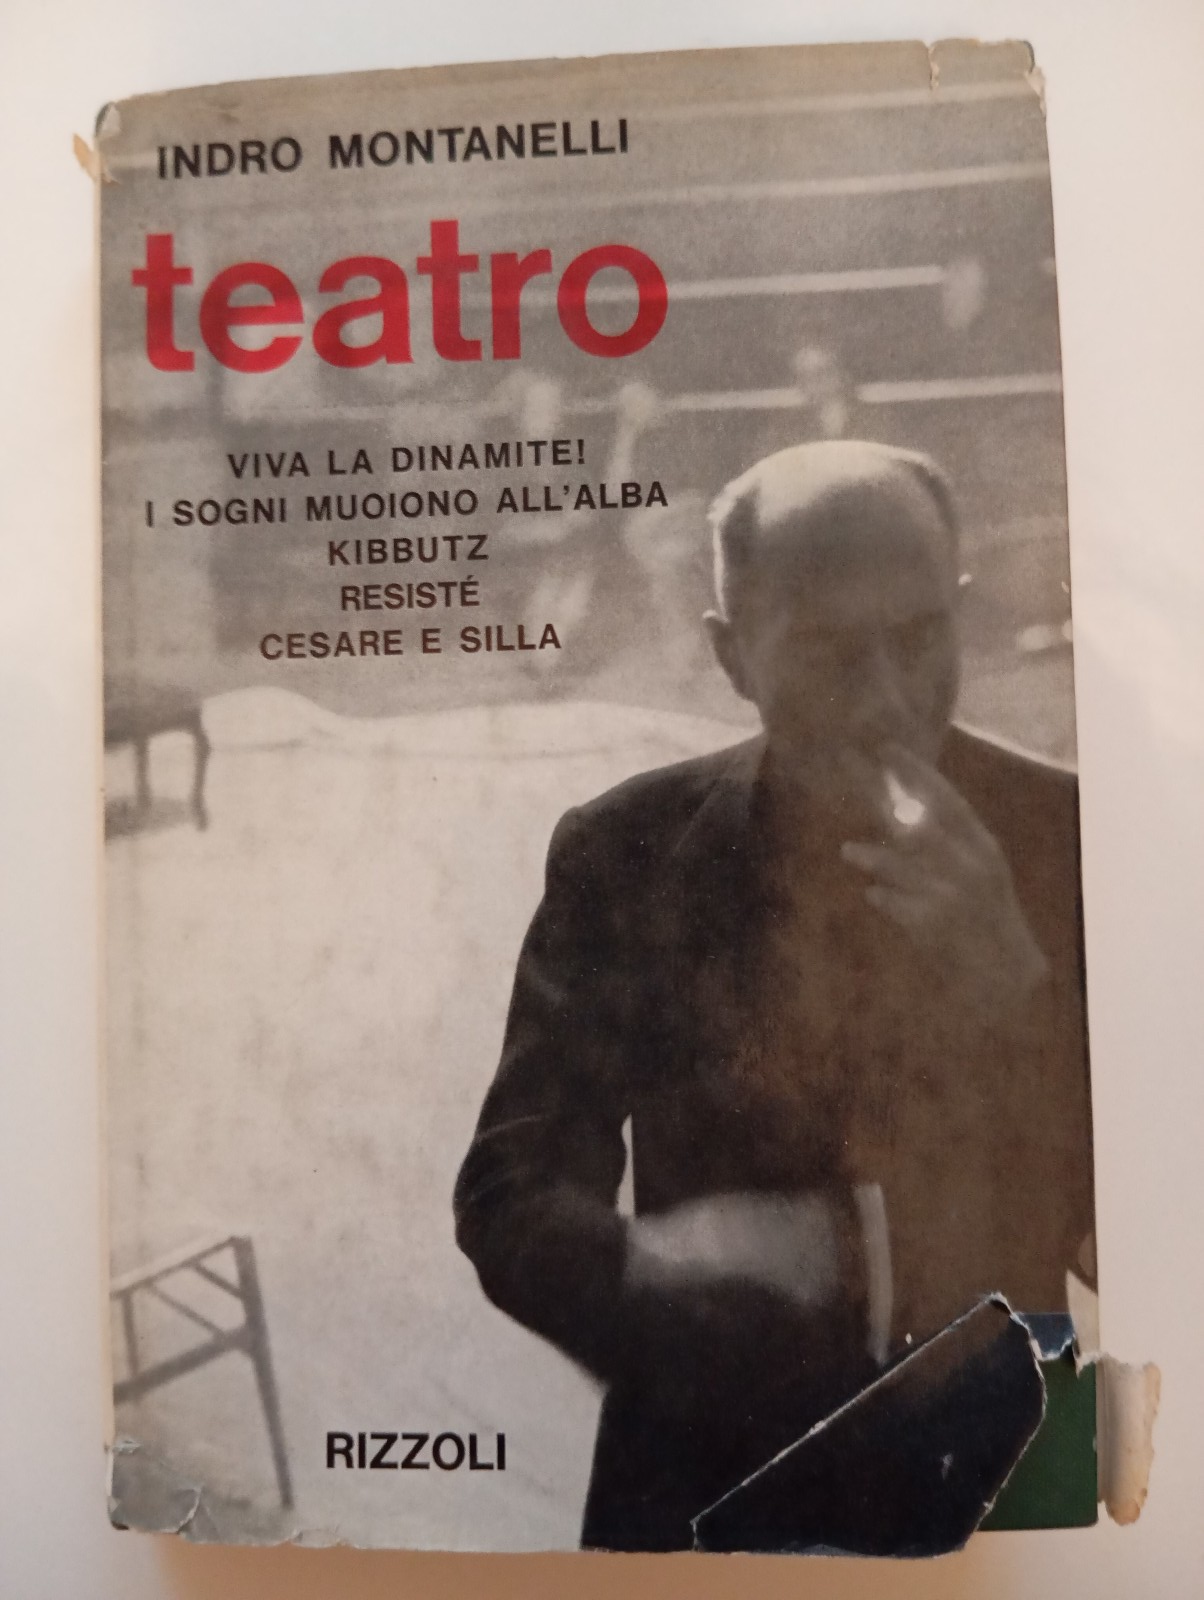 INDRO MONTANELLI
teatro
VIVA LA DINAMITE!
I SOGNI MUOIONO ALL'ALBA
KIBBUTZ
RESISTÉ
CESARE E SILLA
RIZZOLI